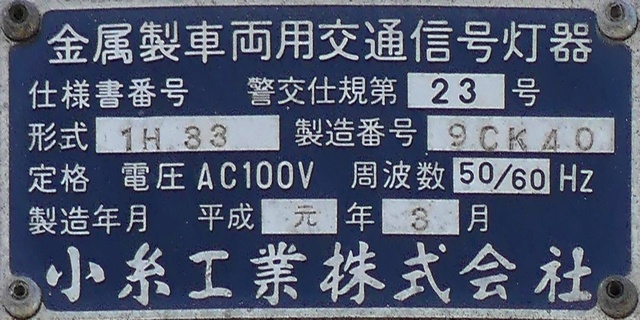 金属製車両用交通信号灯器
仕様書番号 警交仕規第 23 号
形式 1H 33 製造番号 9CK40
定格 電圧 AC100V 周波数 50/60 Hz
製造年月 平成 元 年 3 月
小糸工業株式会社